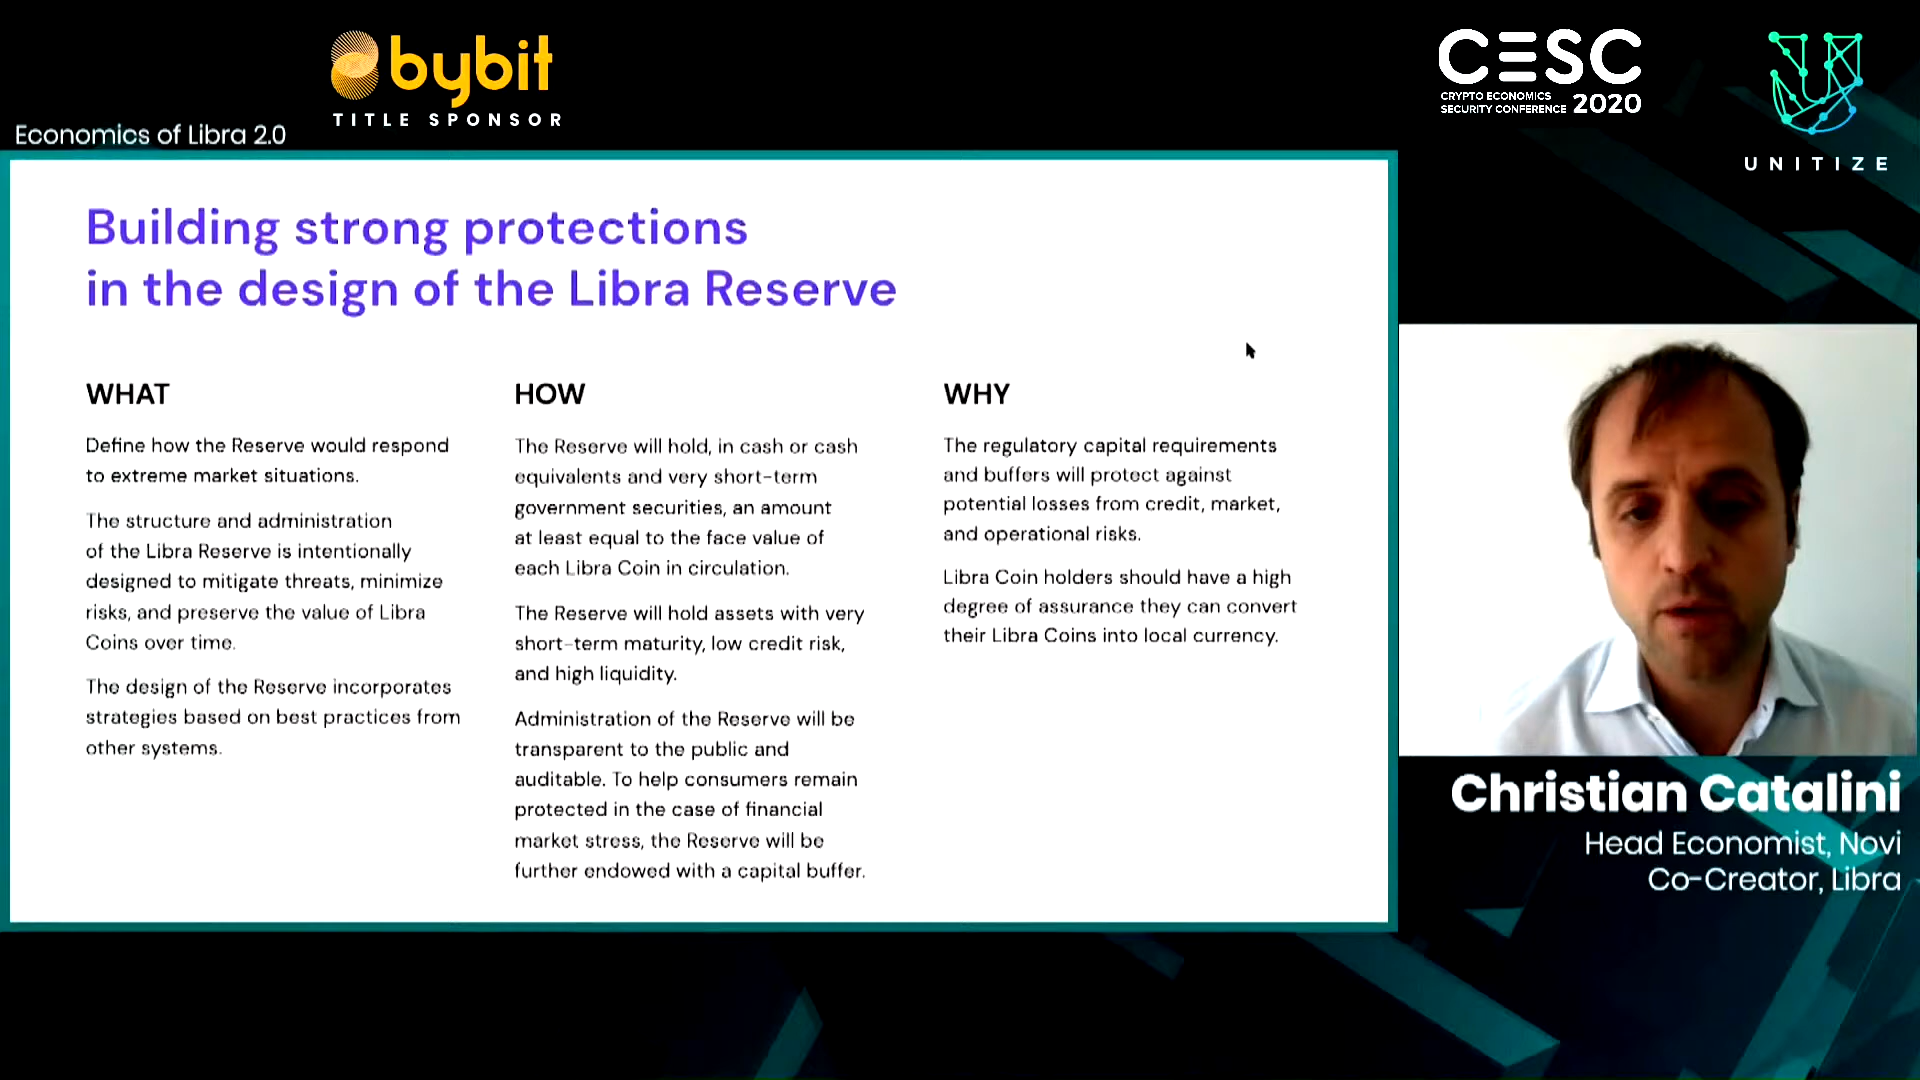 bybit
TITLE SPONSOR
CESC
CRYPTO ECONOMICS
SECURITY CONFERENCE 2020
UNITIZE
Economics of Libra 2.0
Building strong protections
in the design of the Libra Reserve
WHAT
Define how the Reserve would respond
to extreme market situations.
The structure and administration
of the Libra Reserve is intentionally
designed to mitigate threats, minimize
risks, and preserve the value of Libra
Coins over time.
The design of the Reserve incorporates
strategies based on best practices from
other systems.
HOW
The Reserve will hold, in cash or cash
equivalents and very short-term
government securities, an amount
at least equal to the face value of
each Libra Coin in circulation.
The Reserve will hold assets with very
short-term maturity, low credit risk,
and high liquidity.
Administration of the Reserve will be
transparent to the public and
auditable. To help consumers remain
protected in the case of financial
market stress, the Reserve will be
further endowed with a capital buffer.
WHY
The regulatory capital requirements
and buffers will protect against
potential losses from credit, market,
and operational risks.
Libra Coin holders should have a high
degree of assurance they can convert
their Libra Coins into local currency.
Christian Catalini
Head Economist, Novi
Co-Creator, Libra